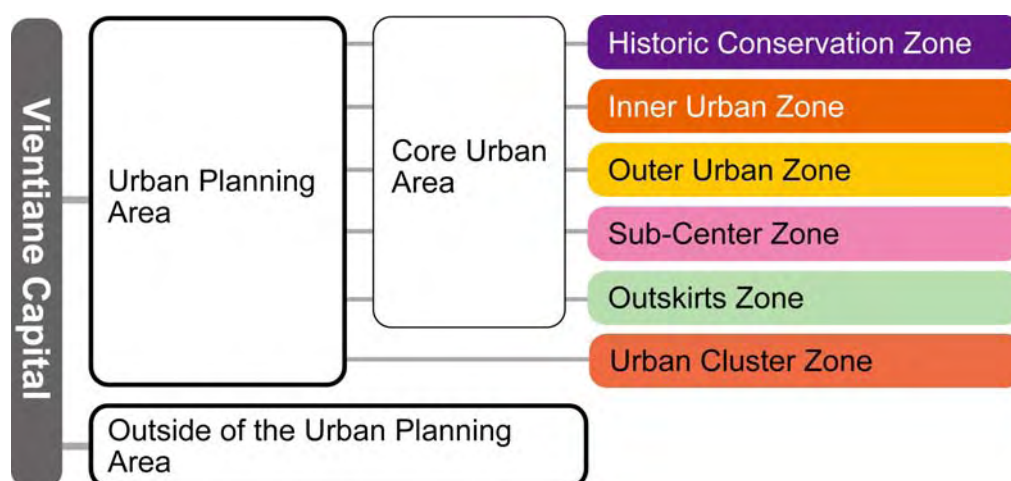 Vientiane Capital
Urban Planning
Area
Core Urban
Area
Historic Conservation Zone
Inner Urban Zone
Outer Urban Zone
Sub-Center Zone
Outskirts Zone
Urban Cluster Zone
Outside of the Urban Planning
Area